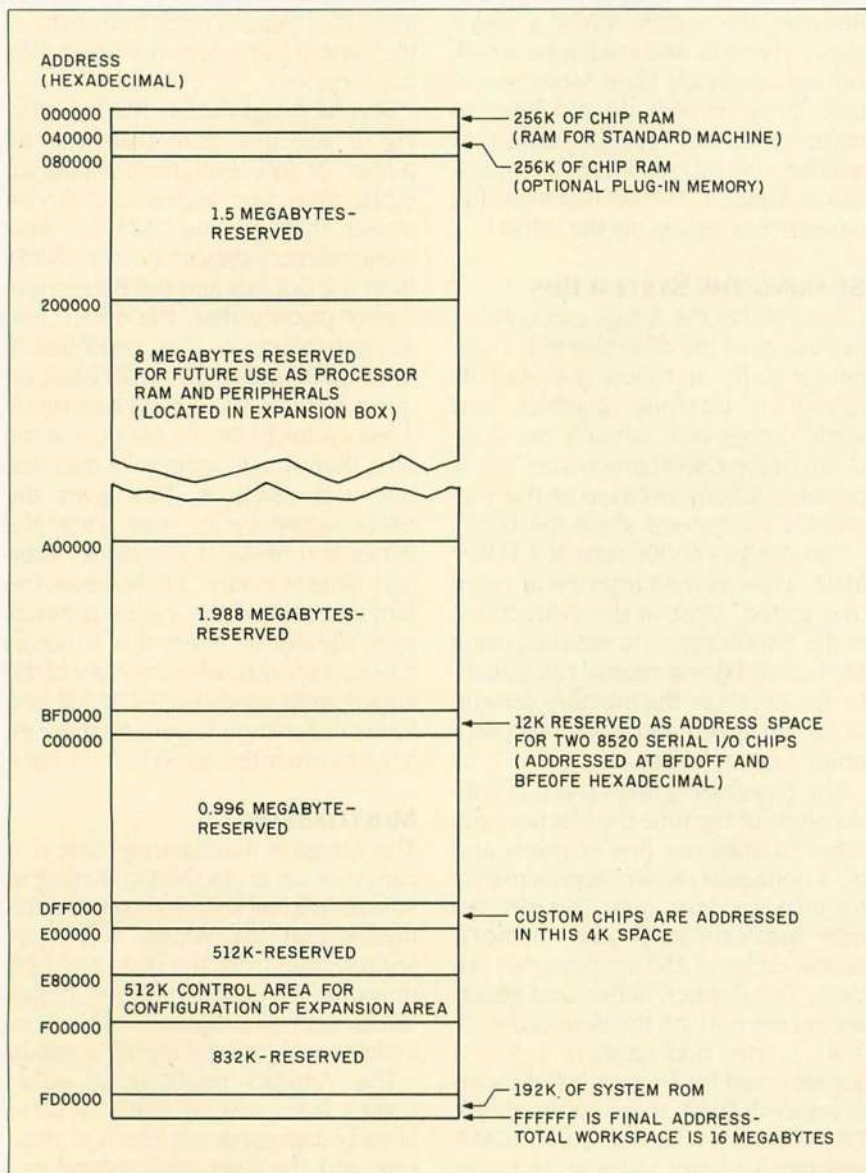 ADDRESS
(HEXADECIMAL)
000000
040000
080000
256K OF CHIP RAM
(RAM FOR STANDARD MACHINE)
256K OF CHIP RAM
(OPTIONAL PLUG-IN MEMORY)
1.5 MEGABYTES-
RESERVED
200000
8 MEGABYTES RESERVED
FOR FUTURE USE AS PROCESSOR
RAM AND PERIPHERALS
(LOCATED IN EXPANSION BOX)
A00000
1.988 MEGABYTES-
RESERVED
BFD000
C00000
12K RESERVED AS ADDRESS SPACE
FOR TWO 8520 SERIAL I/O CHIPS
(ADDRESSED AT BFD0FF AND
BFE0FE HEXADECIMAL)
0.996 MEGABYTE-
RESERVED
DFF000
E00000
CUSTOM CHIPS ARE ADDRESSED
IN THIS 4K SPACE
512K-RESERVED
E80000
512K CONTROL AREA FOR
CONFIGURATION OF EXPANSION AREA
F00000
832K-RESERVED
FD0000
192K OF SYSTEM ROM
FFFFFF IS FINAL ADDRESS-
TOTAL WORKSPACE IS 16 MEGABYTES